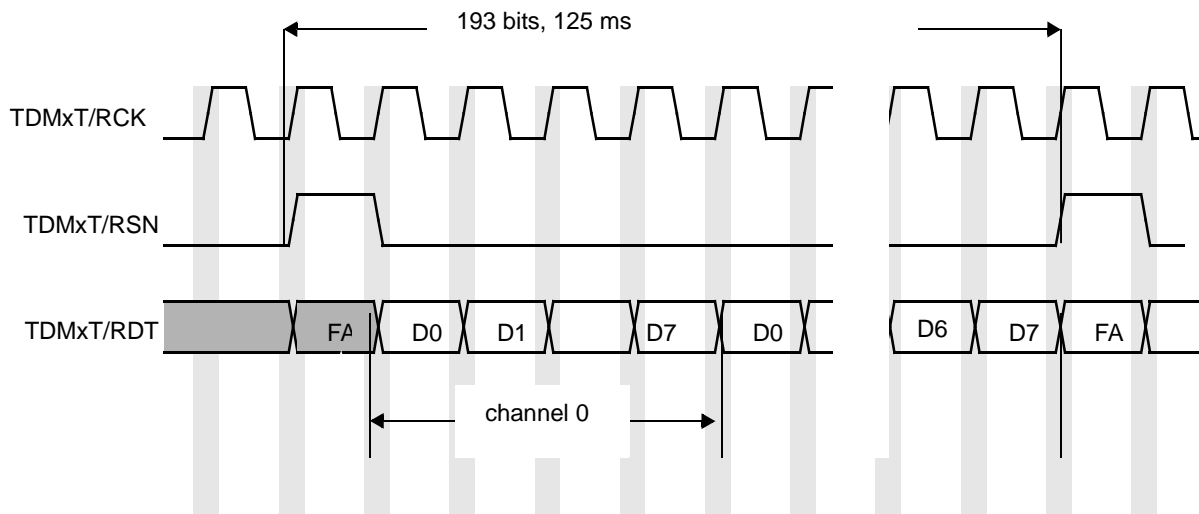 193 bits, 125 ms
TDMxT/RCK
TDMxT/RSN
TDMxT/RDT
FA D0 D1 D7 D0 D6 D7 FA
channel 0